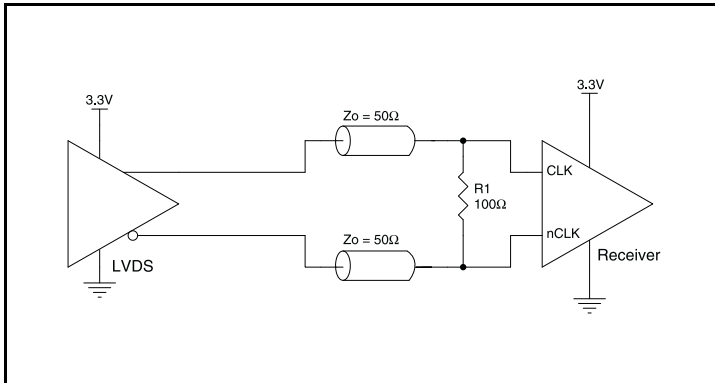 3.3V
3.3V
Zo = 50Ω
CLK
R1
100Ω
nCLK
Zo = 50Ω
Receiver
LVDS